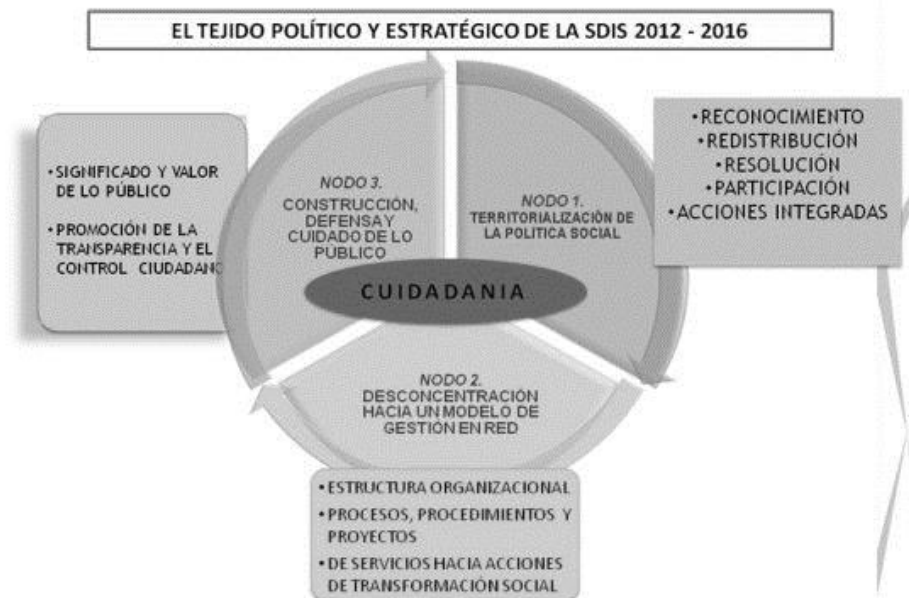 EL TEJIDO POLÍTICO Y ESTRATÉGICO DE LA SDIS 2012 - 2016
•SIGNIFICADO Y VALOR
DE LO PÚBLICO
•PROMOCIÓN DE LA
TRANSPARENCIA Y EL
CONTROL CIUDADANO
NODO 3.
CONSTRUCCIÓN,
DEFENSA Y
CUIDADO DE LO
PÚBLICO
NODO 1.
TERRITORIALIZACIÓN DE
LA POLITICA SOCIAL
•RECONOCIMIENTO
•REDISTRIBUCIÓN
•RESOLUCIÓN
•PARTICIPACIÓN
•ACCIONES INTEGRADAS
CUIDADANIA
NODO 2.
DESCONCENTRACIÓN
HACIA UN MODELO DE
GESTIÓN EN RED
•ESTRUCTURA ORGANIZACIONAL
•PROCESOS, PROCEDIMIENTOS Y
PROYECTOS
•DE SERVICIOS HACIA ACCIONES
DE TRANSFORMACIÓN SOCIAL